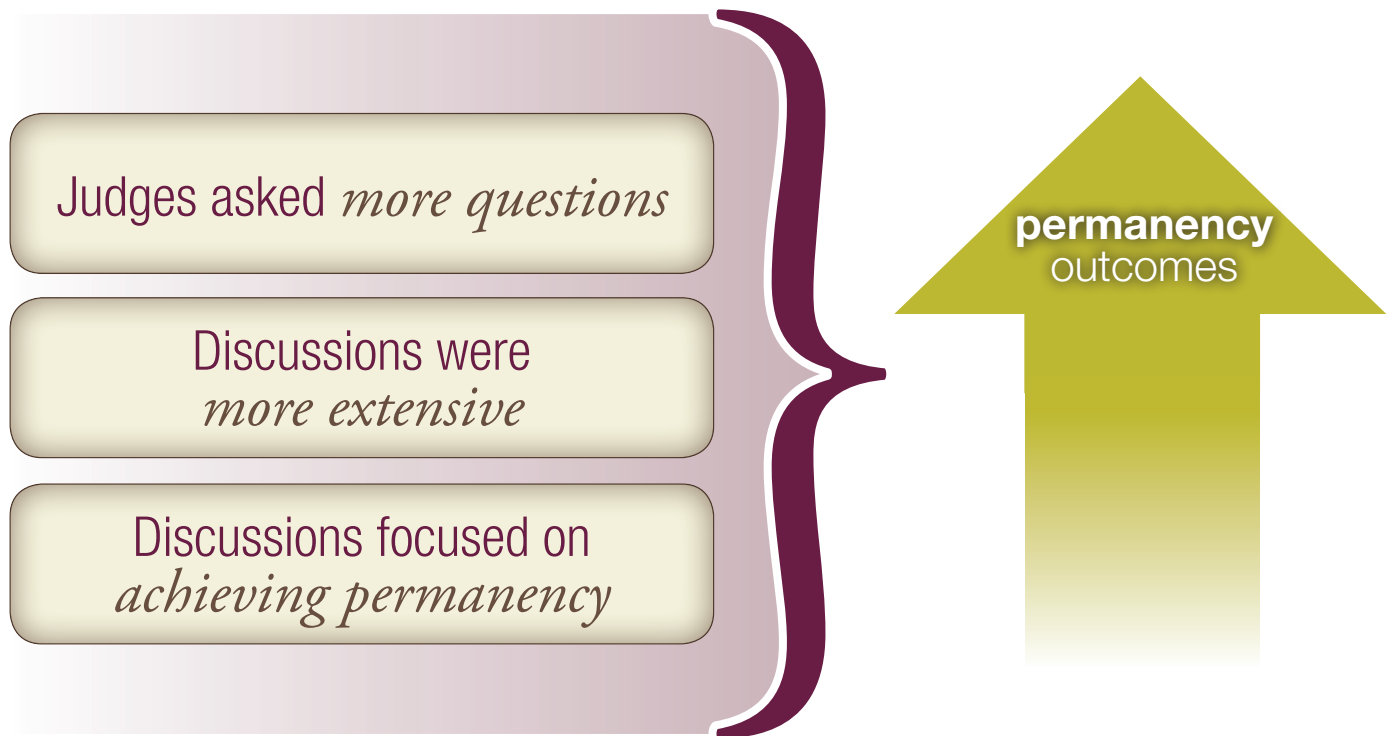 Judges asked more questions
Discussions were
more extensive
Discussions focused on
achieving permanency
permanency
outcomes